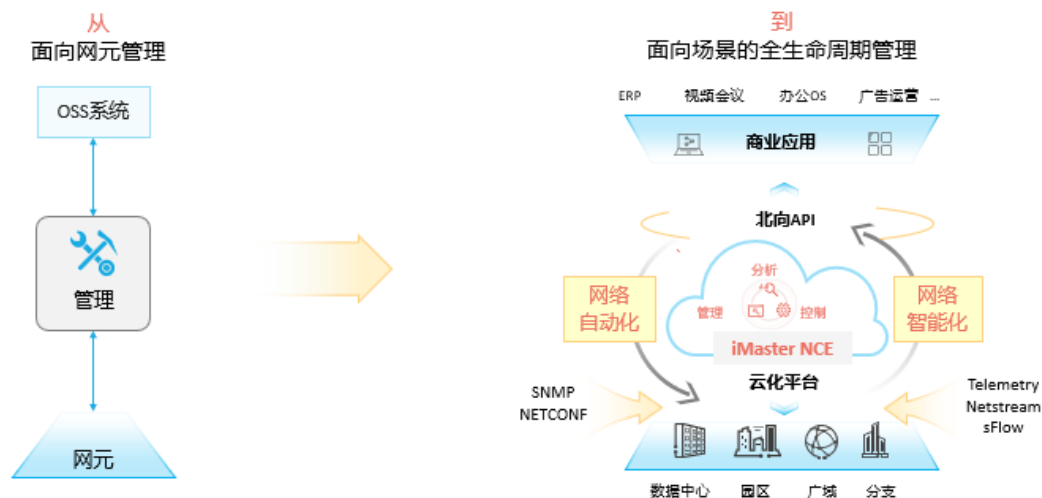 从
面向网元管理
OSS系统
管理
网元
到
面向场景的全生命周期管理
ERP 视频会议 办公OS 广告运营 ...
商业应用
北向API
网络
自动化
分析
管理 控制
iMaster NCE
云化平台
网络
智能化
SNMP
NETCONF
Telemetry
Netstream
sFlow
数据中心 园区 广域 分支